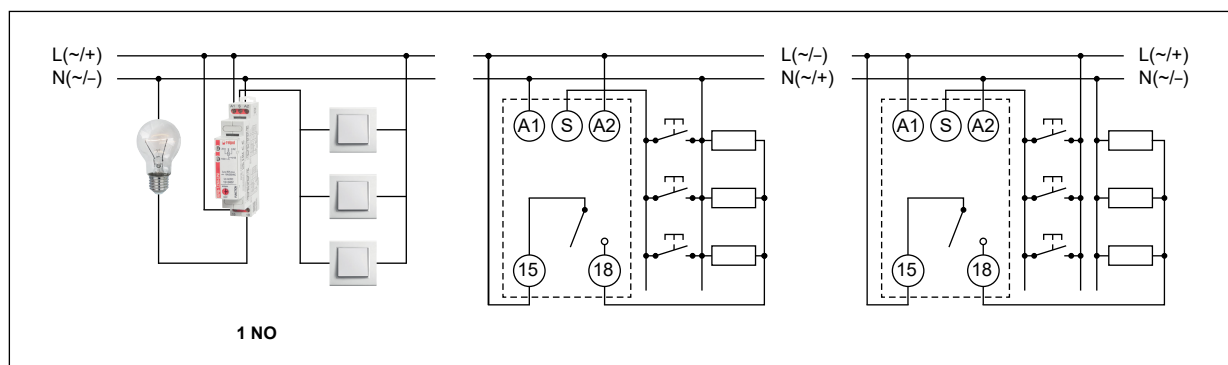 L(~/+)
N(~/–)
1 NO
L(~/–)
N(~/+)
A1 S A2
15 18
L(~/+)
N(~/–)
A1 S A2
15 18